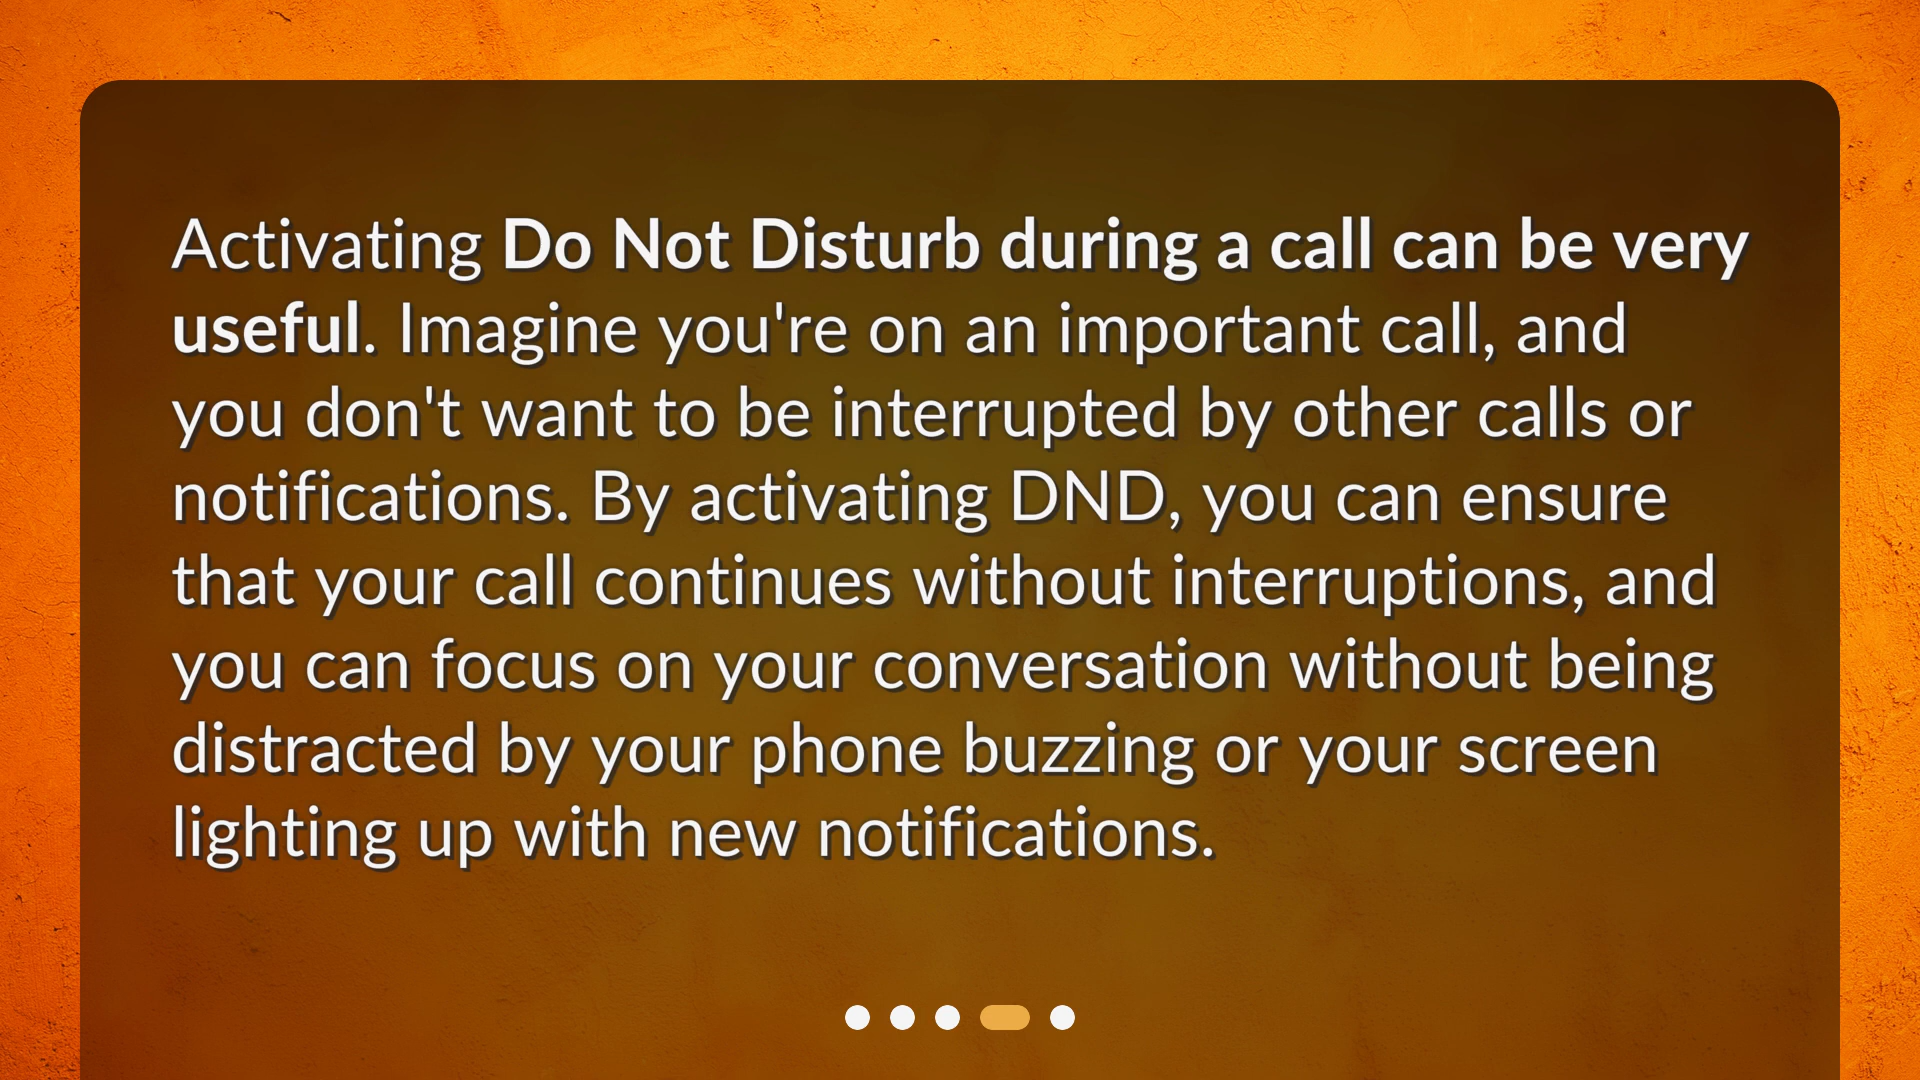 Activating Do Not Disturb during a call can be very
useful. Imagine you're on an important call, and
you don't want to be interrupted by other calls or
notifications. By activating DND, you can ensure
that your call continues without interruptions, and
you can focus on your conversation without being
distracted by your phone buzzing or your screen
lighting up with new notifications.